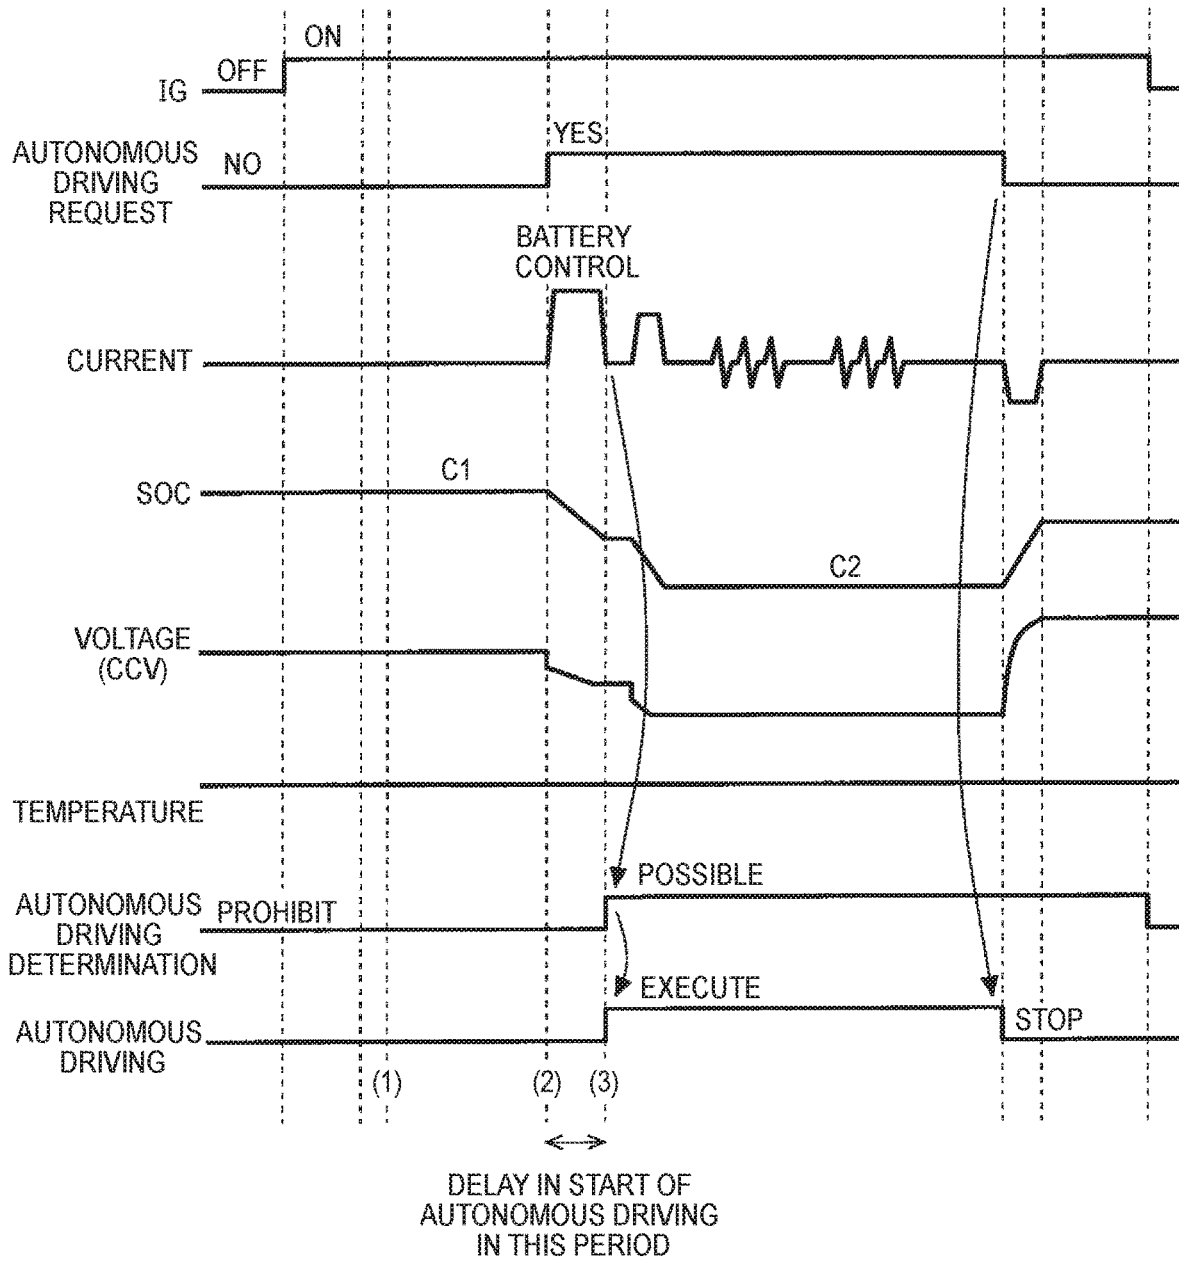 ON
OFF
IG
YES
AUTONOMOUS
DRIVING
REQUEST
NO
BATTERY
CONTROL
CURRENT
C1
SOC
C2
VOLTAGE
(CCV)
TEMPERATURE
POSSIBLE
AUTONOMOUS
DRIVING
DETERMINATION
PROHIBIT
EXECUTE
STOP
AUTONOMOUS
DRIVING
(1) (2) (3)
DELAY IN START OF
AUTONOMOUS DRIVING
IN THIS PERIOD